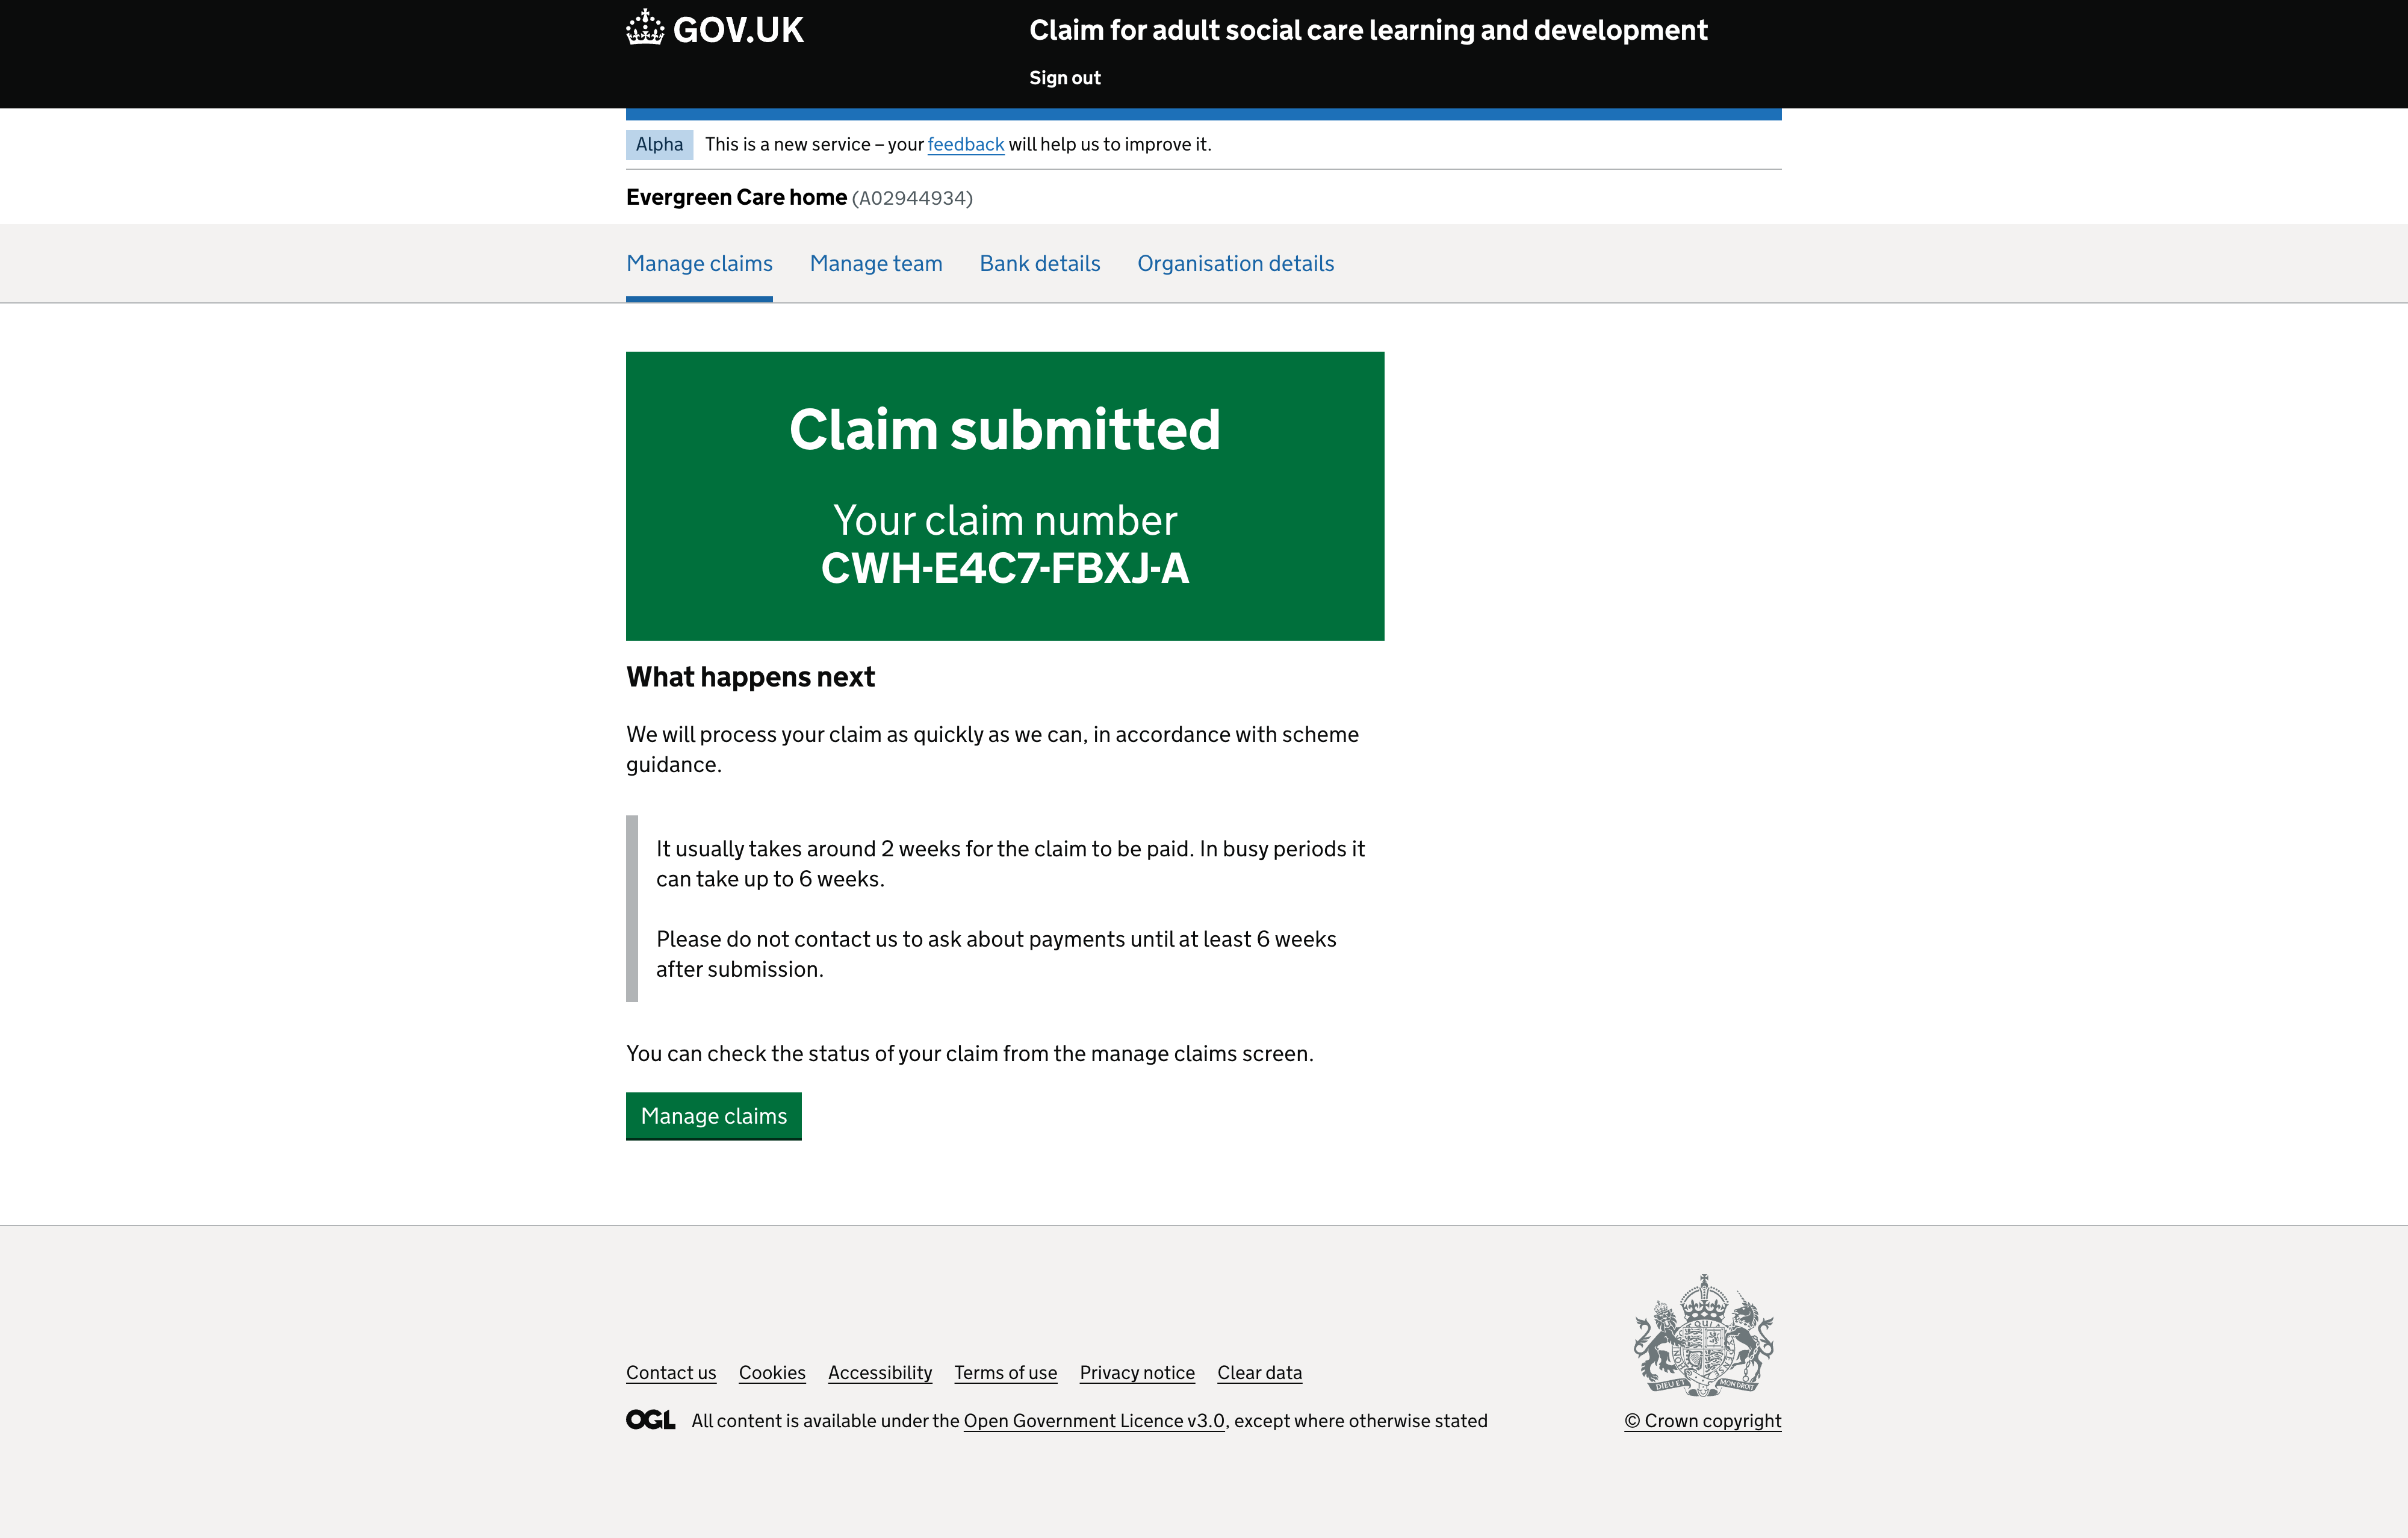 GOV.UK
Claim for adult social care learning and development
Sign out
Alpha
This is a new service – your feedback will help us to improve it.
Evergreen Care home (A02944934)
Manage claims
Manage team
Bank details
Organisation details
Claim submitted
Your claim number
CWH-E4C7-FBXJ-A
What happens next
We will process your claim as quickly as we can, in accordance with scheme
guidance.
It usually takes around 2 weeks for the claim to be paid. In busy periods it
can take up to 6 weeks.
Please do not contact us to ask about payments until at least 6 weeks
after submission.
You can check the status of your claim from the manage claims screen.
Manage claims
Contact us
Cookies
Accessibility
Terms of use
Privacy notice
Clear data
OGL
All content is available under the Open Government Licence v3.0, except where otherwise stated
DIEU ET MON DROIT
© Crown copyright